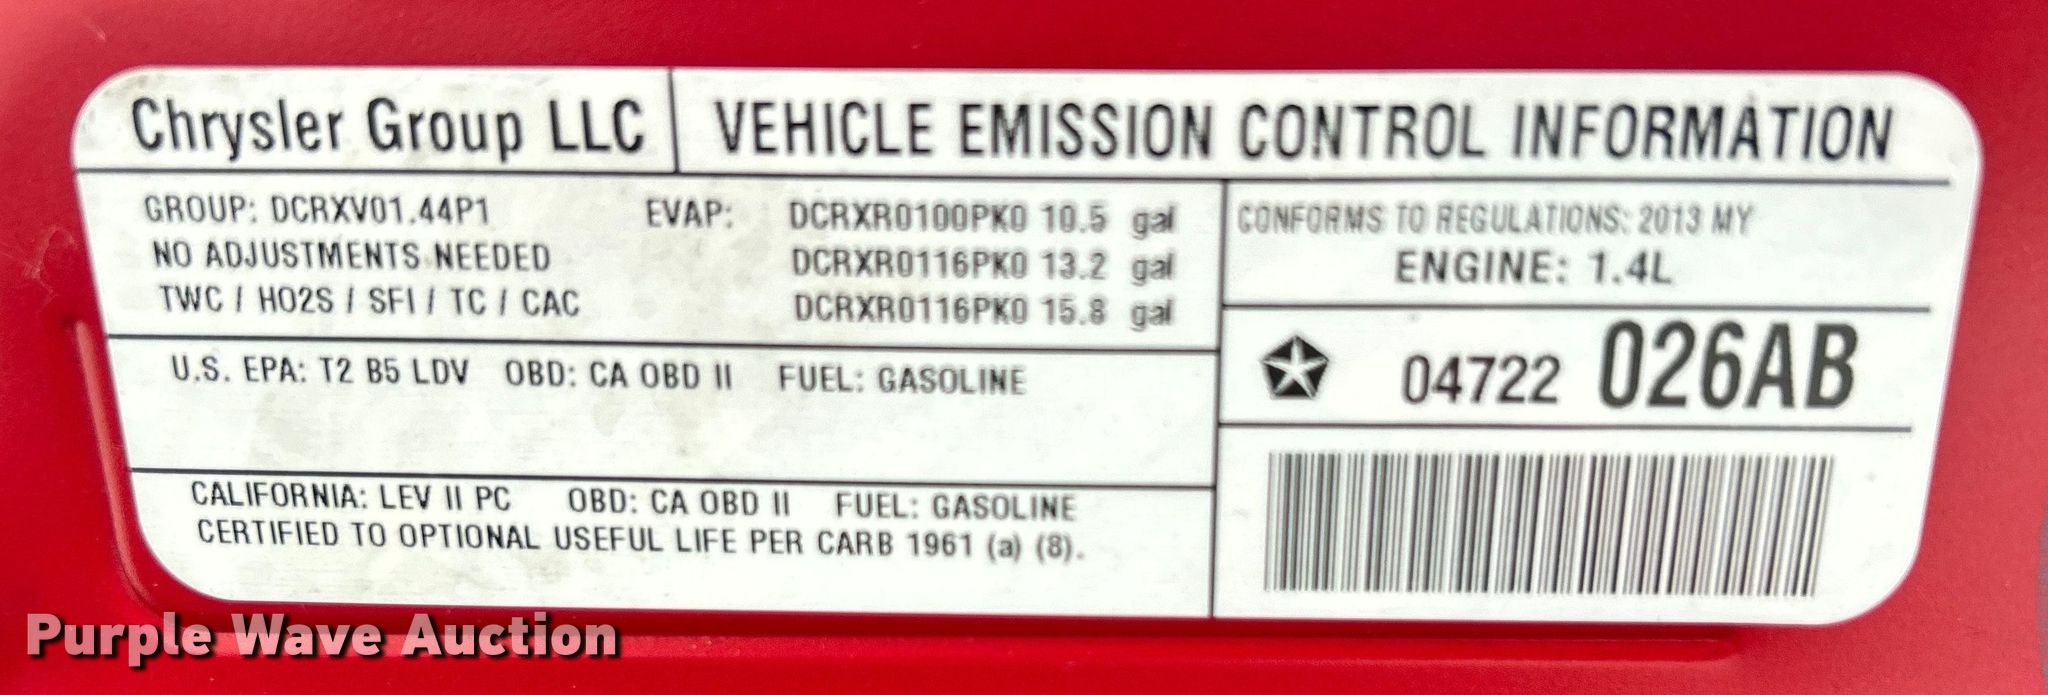 Chrysler Group LLC VEHICLE EMISSION CONTROL INFORMATION
GROUP: DCRXV01.44P1 EVAP: DCRXR0100PK0 10.5 gal
NO ADJUSTMENTS NEEDED DCRXR0116PK0 13.2 gal
TWC / HO2S / SFI / TC / CAC DCRXR0116PK0 15.8 gal
CONFORMS TO REGULATIONS: 2013 MY
ENGINE: 1.4L
04722 026AB
U.S. EPA: T2 B5 LDV OBD: CA OBD II FUEL: GASOLINE
CALIFORNIA: LEV II PC OBD: CA OBD II FUEL: GASOLINE
CERTIFIED TO OPTIONAL USEFUL LIFE PER CARB 1961 (a) (8).
Purple Wave Auction